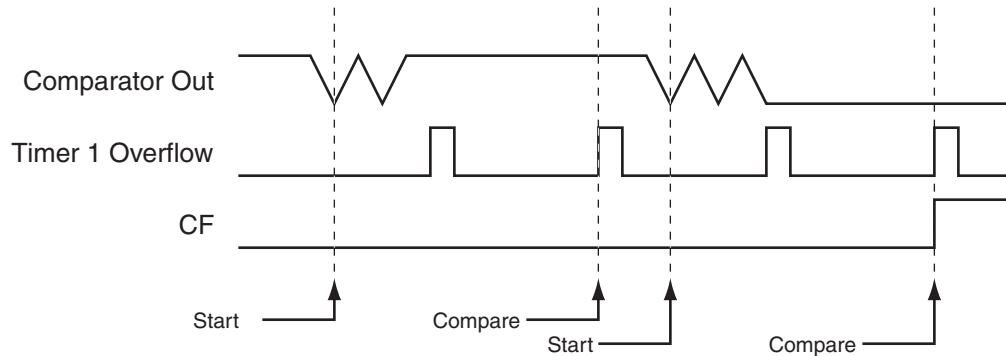 Comparator Out
Timer 1 Overflow
CF
Start
Compare
Start
Compare